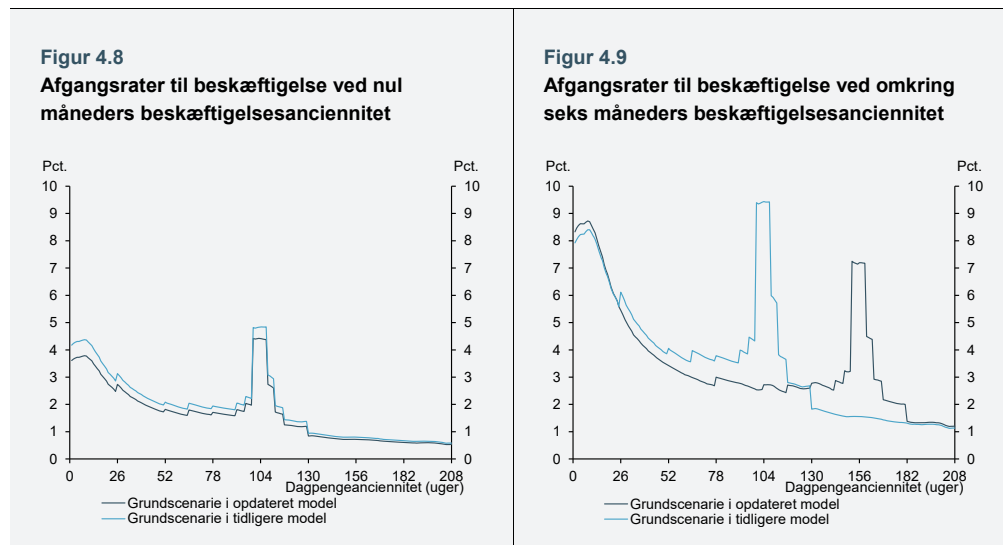 Figur 4.8
Afgangsrater til beskæftigelse ved nul
måneders beskæftigelsesanciennitet
Pct.
Pct.
10
10
9
9
8
8
7
7
6
6
5
5
4
4
3
3
2
2
1
1
0
0
0 26 52 78 104 130 156 182 208
Dagpengeanciennitet (uger)
Grundscenarie i opdateret model
Grundscenarie i tidligere model
Figur 4.9
Afgangsrater til beskæftigelse ved omkring
seks måneders beskæftigelsesanciennitet
Pct.
Pct.
10
10
9
9
8
8
7
7
6
6
5
5
4
4
3
3
2
2
1
1
0
0
0 26 52 78 104 130 156 182 208
Dagpengeanciennitet (uger)
Grundscenarie i opdateret model
Grundscenarie i tidligere model